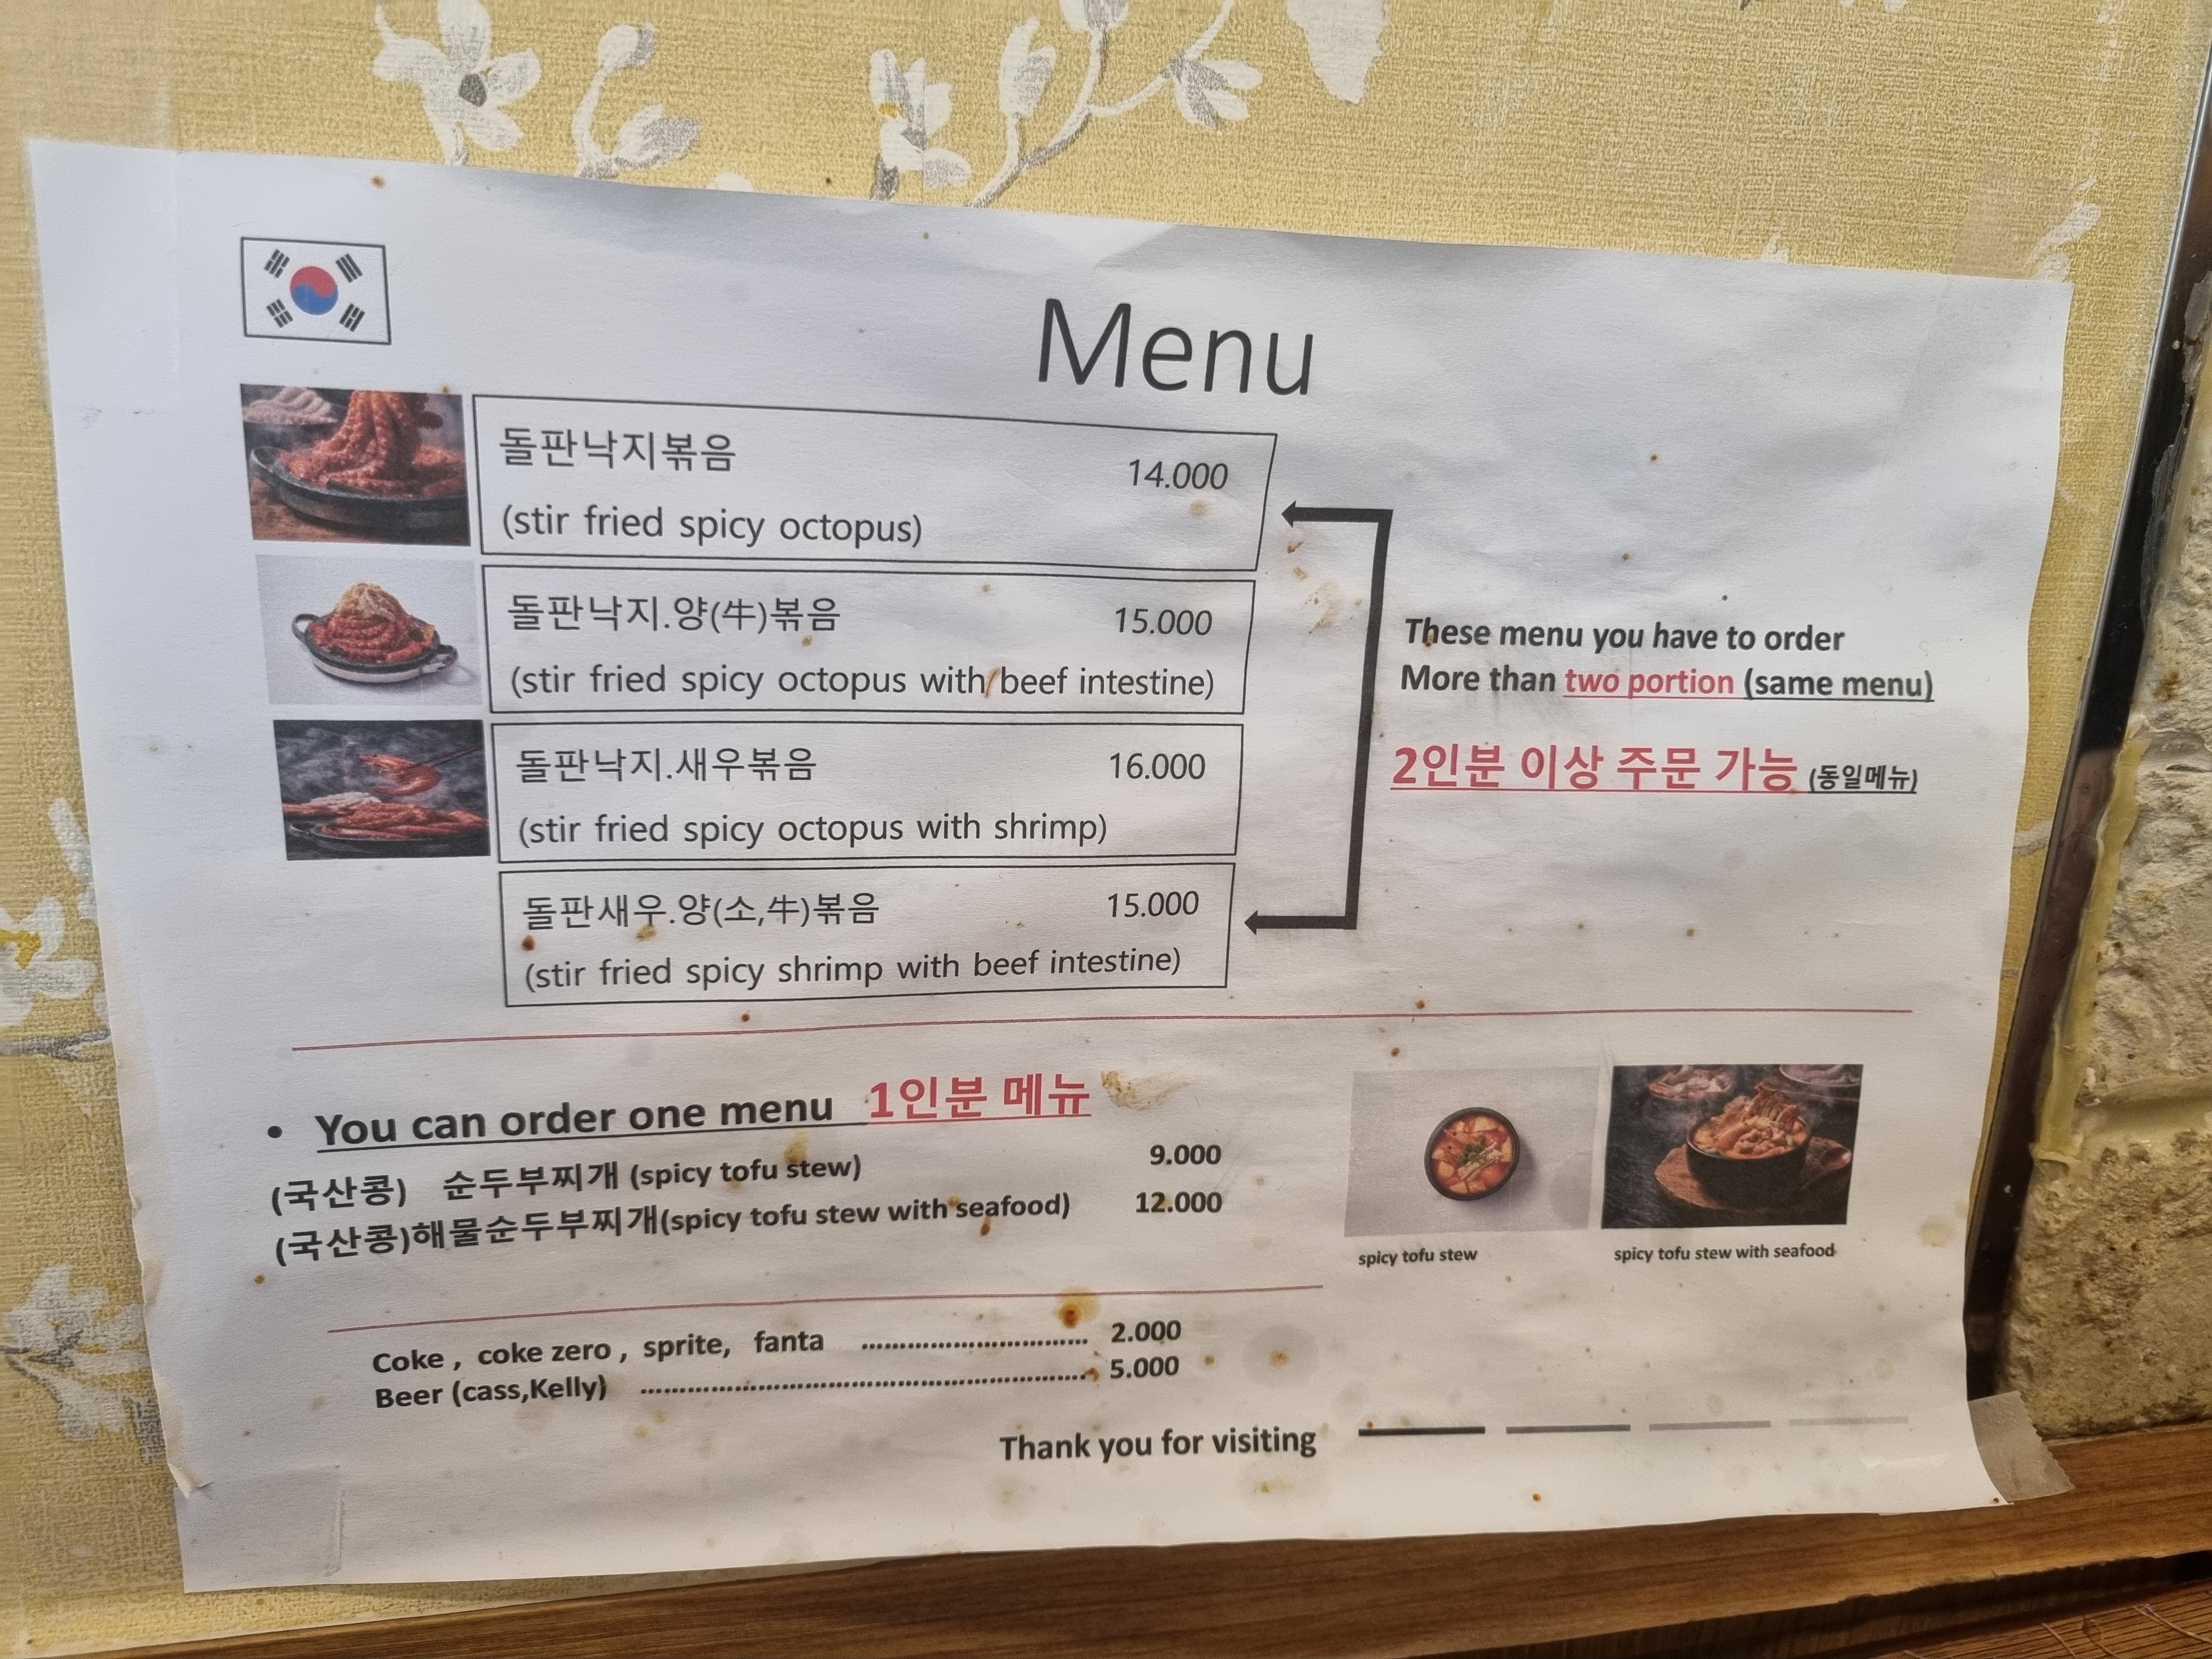 Menu
돌판낙지볶음 14.000
(stir fried spicy octopus)
돌판낙지.양(牛)볶음 15.000
(stir fried spicy octopus with beef intestine)
돌판낙지.새우볶음 16.000
(stir fried spicy octopus with shrimp)
돌판새우.양(소,牛)볶음 15.000
(stir fried spicy shrimp with beef intestine)
These menu you have to order
More than two portion (same menu)
2인분 이상 주문 가능 (동일메뉴)
• You can order one menu 1인분 메뉴
(국산콩) 순두부찌개 (spicy tofu stew) 9.000
(국산콩)해물순두부찌개(spicy tofu stew with seafood) 12.000
spicy tofu stew
spicy tofu stew with seafood
Coke , coke zero , sprite, fanta ........................................ 2.000
Beer (cass,Kelly) ................................................................................ 5.000
Thank you for visiting